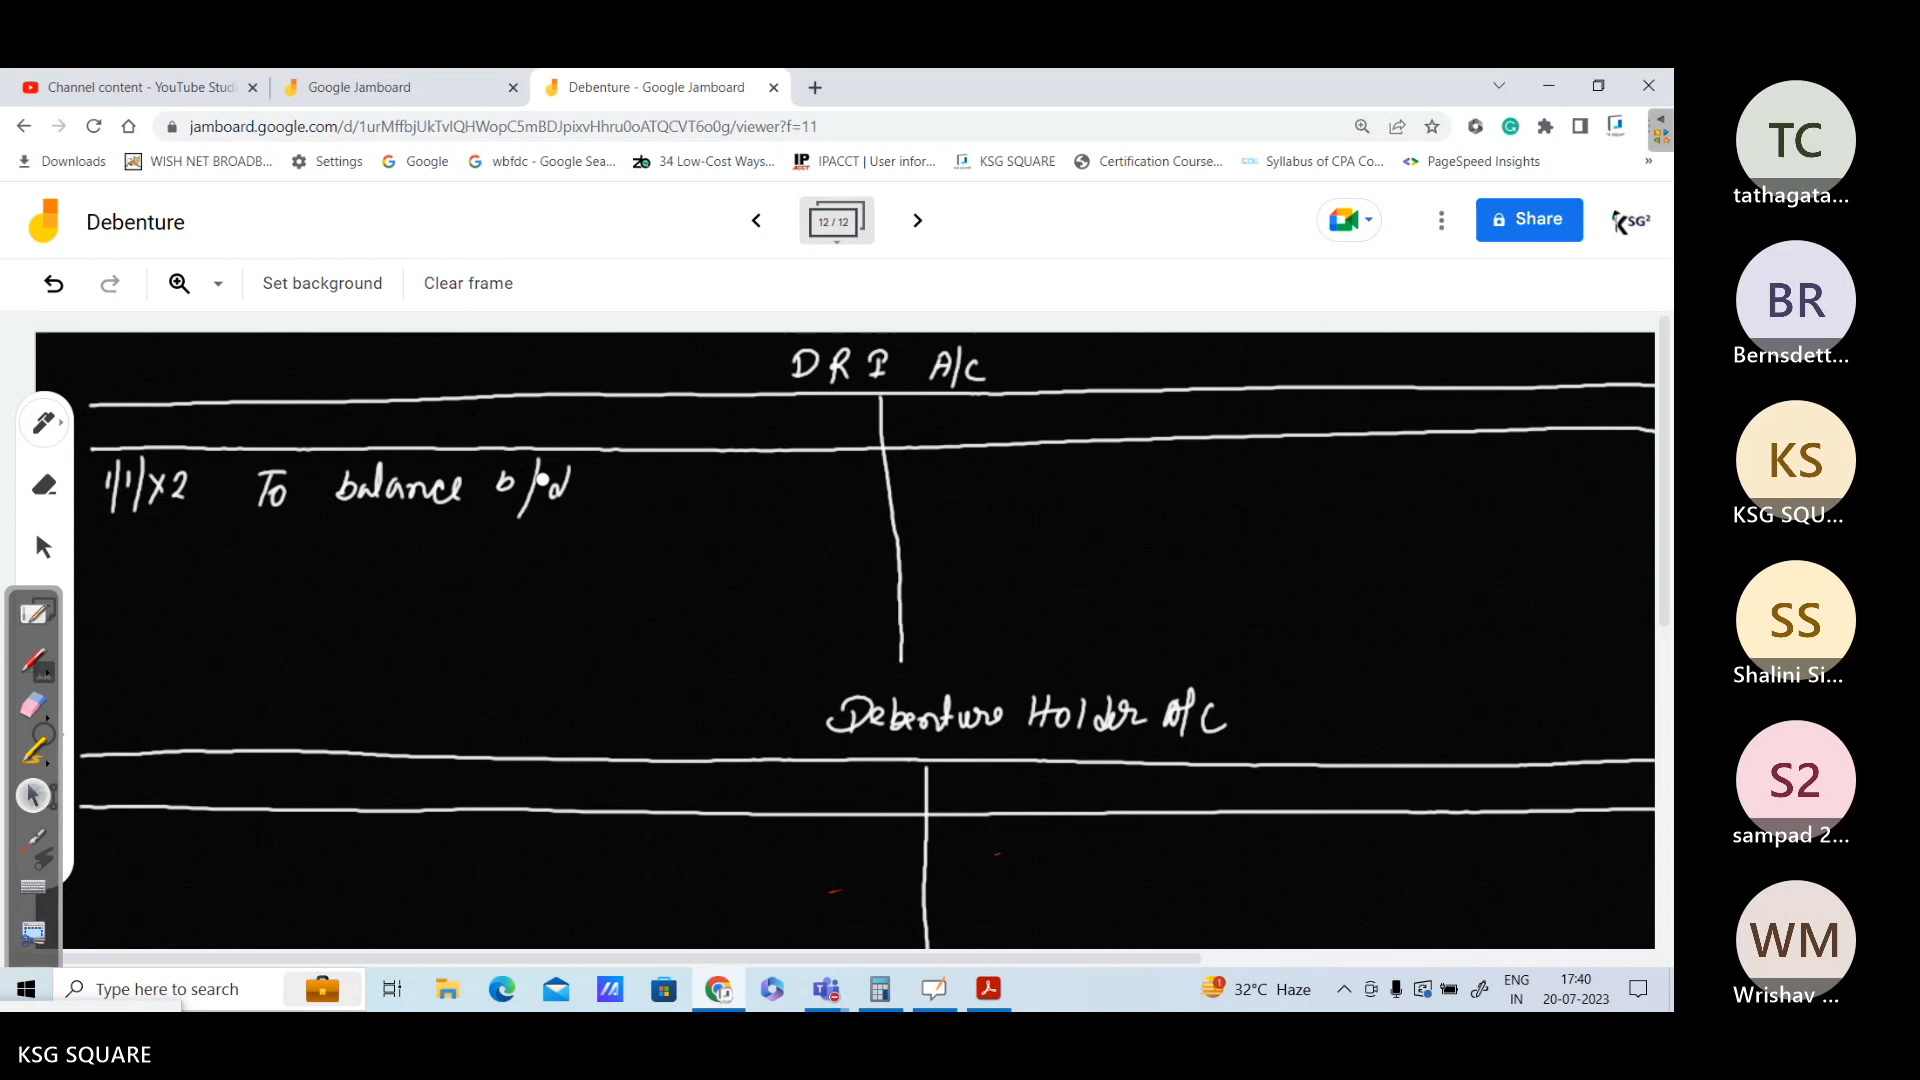 Channel content - YouTube Studi
Google Jamboard
Debenture - Google Jamboard
jamboard.google.com/d/1urMffbjUkTvIQHWopC5mBDJpixvHhru0oATQCVT6o0g/viewer?f=11
Downloads
WISH NET BROADB...
Settings
Google
wbfdc - Google Sea...
34 Low-Cost Ways...
IPACCT | User infor...
KSG SQUARE
Certification Course...
Syllabus of CPA Co...
PageSpeed Insights
»
Debenture
12 / 12
Share
KSG²
Set background
Clear frame
DRI A/C
1/1/X2 To balance b/d
Debenture Holder A/C
Type here to search
32°C Haze
ENG
IN
17:40
20-07-2023
TC
tathagata...
BR
Bernsdett...
KS
KSG SQU...
SS
Shalini Si...
S2
sampad 2...
WM
Wrishav ...
KSG SQUARE